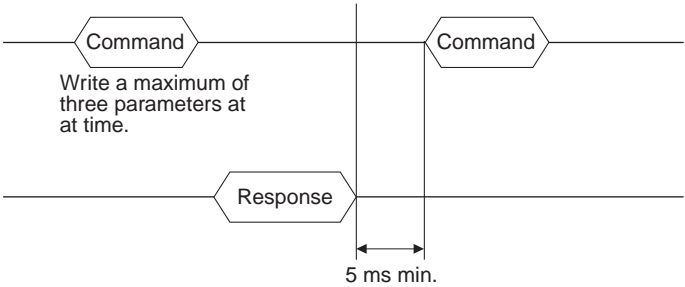 Command
Command
Write a maximum of
three parameters at
at time.
Response
5 ms min.